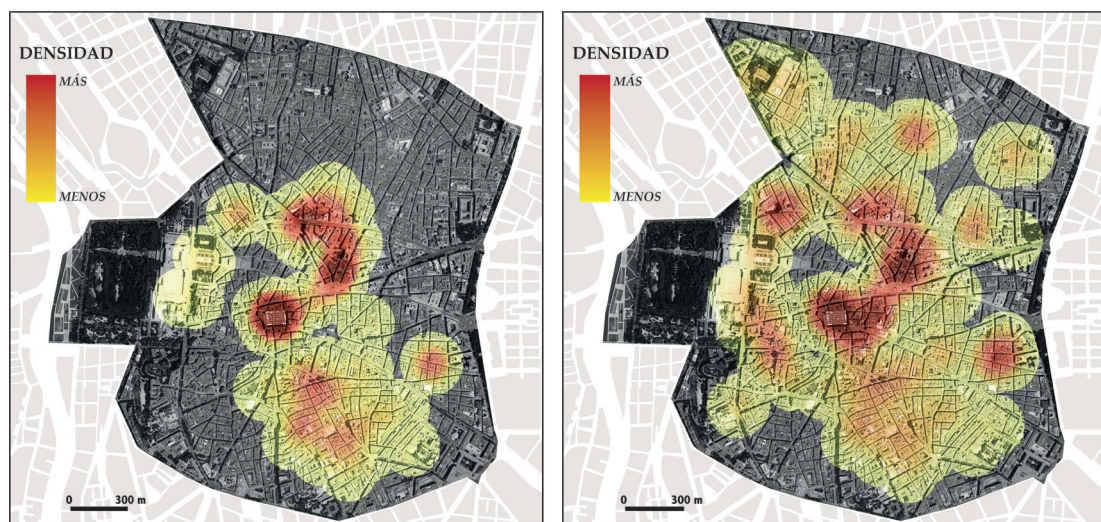 DENSIDAD
MÁS
MENOS
0 300 m
DENSIDAD
MÁS
MENOS
0 300 m